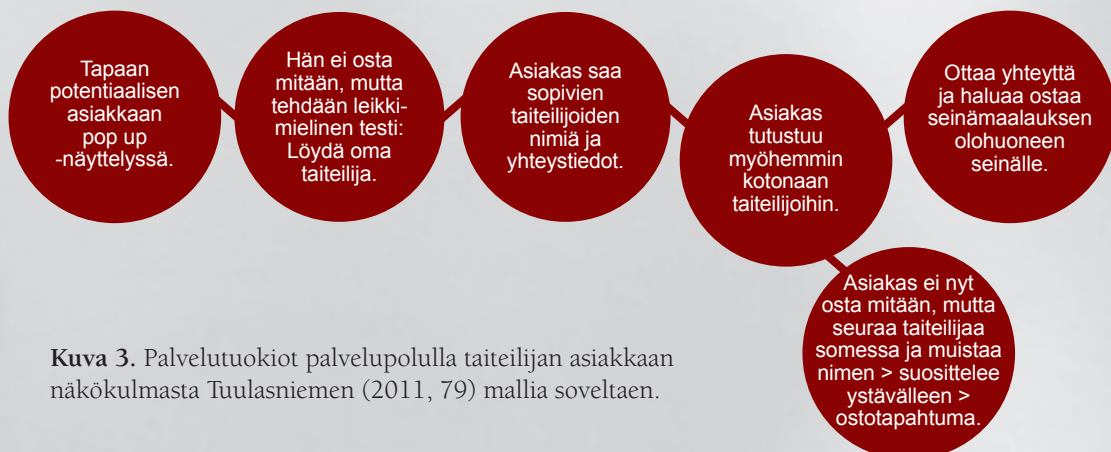 Tapaan
potentiaalisen
asiakkaan
pop up
-näyttelyssä.
Hän ei osta
mitään, mutta
tehdään leikki-
mielinen testi:
Löydä oma
taiteilija.
Asiakas saa
sopivien
taiteilijoiden
nimiä ja
yhteystiedot.
Asiakas
tutustuu
myöhemmin
kotonaan
taiteilijoihin.
Ottaa yhteyttä
ja haluaa ostaa
seinämaalauksen
olohuoneen
seinälle.
Asiakas ei nyt
osta mitään, mutta
seuraa taiteilijaa
somessa ja muistaa
nimen > suosittelee
ystävälleen >
ostotapahtuma.
Kuva 3. Palvelutuokiot palvelupolulla taiteilijan asiakkaan
näkökulmasta Tuulasniemen (2011, 79) mallia soveltaen.